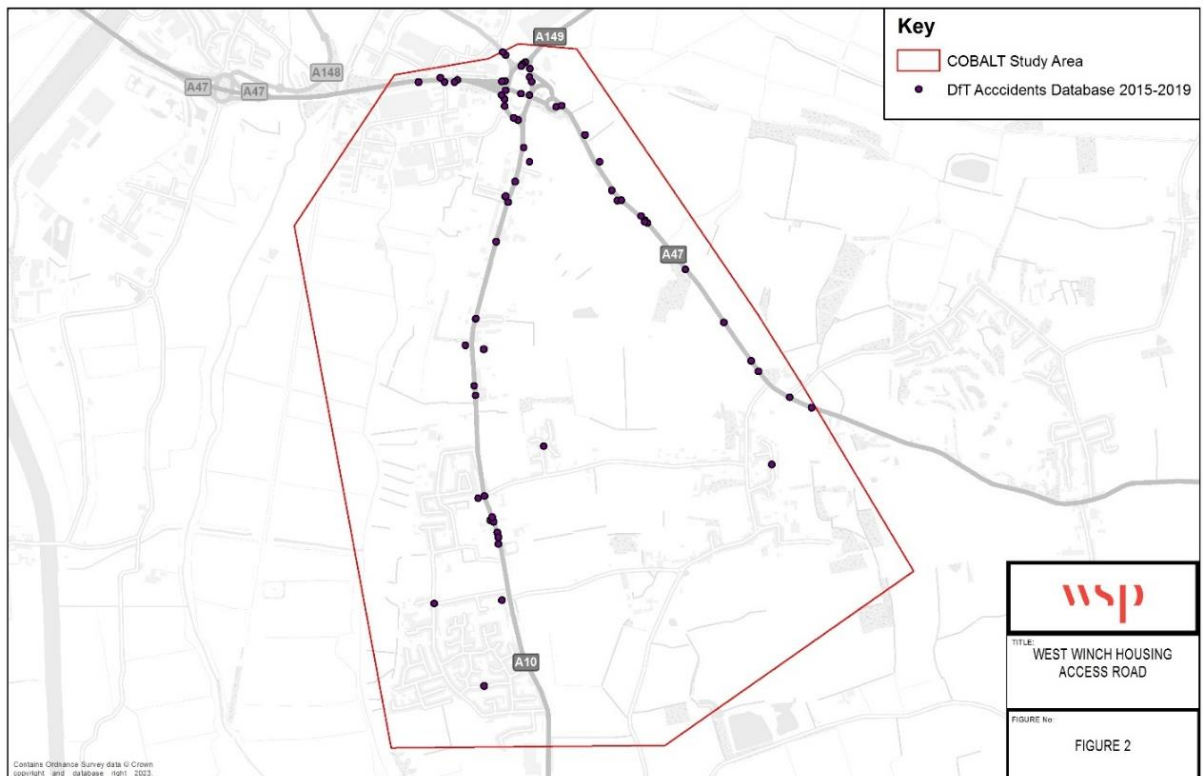 Key
COBALT Study Area
DfT Acccidents Database 2015-2019
A149
A148
A47
A47
A47
A10
wsp
TITLE:
WEST WINCH HOUSING
ACCESS ROAD
FIGURE No:
FIGURE 2
Contains Ordnance Survey data © Crown
copyright and database right 2023.